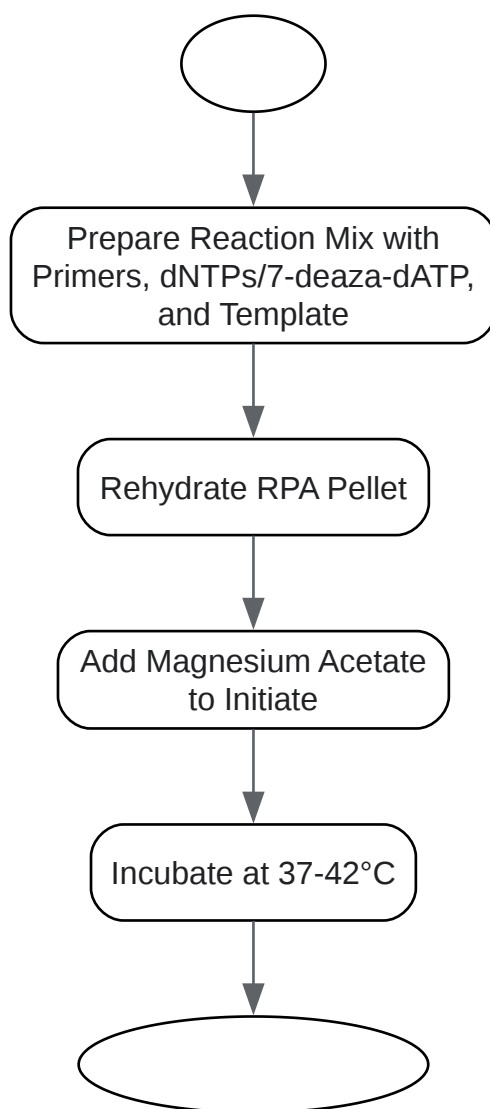 Prepare Reaction Mix with
Primers, dNTPs/7-deaza-dATP,
and Template
Rehydrate RPA Pellet
Add Magnesium Acetate
to Initiate
Incubate at 37-42°C